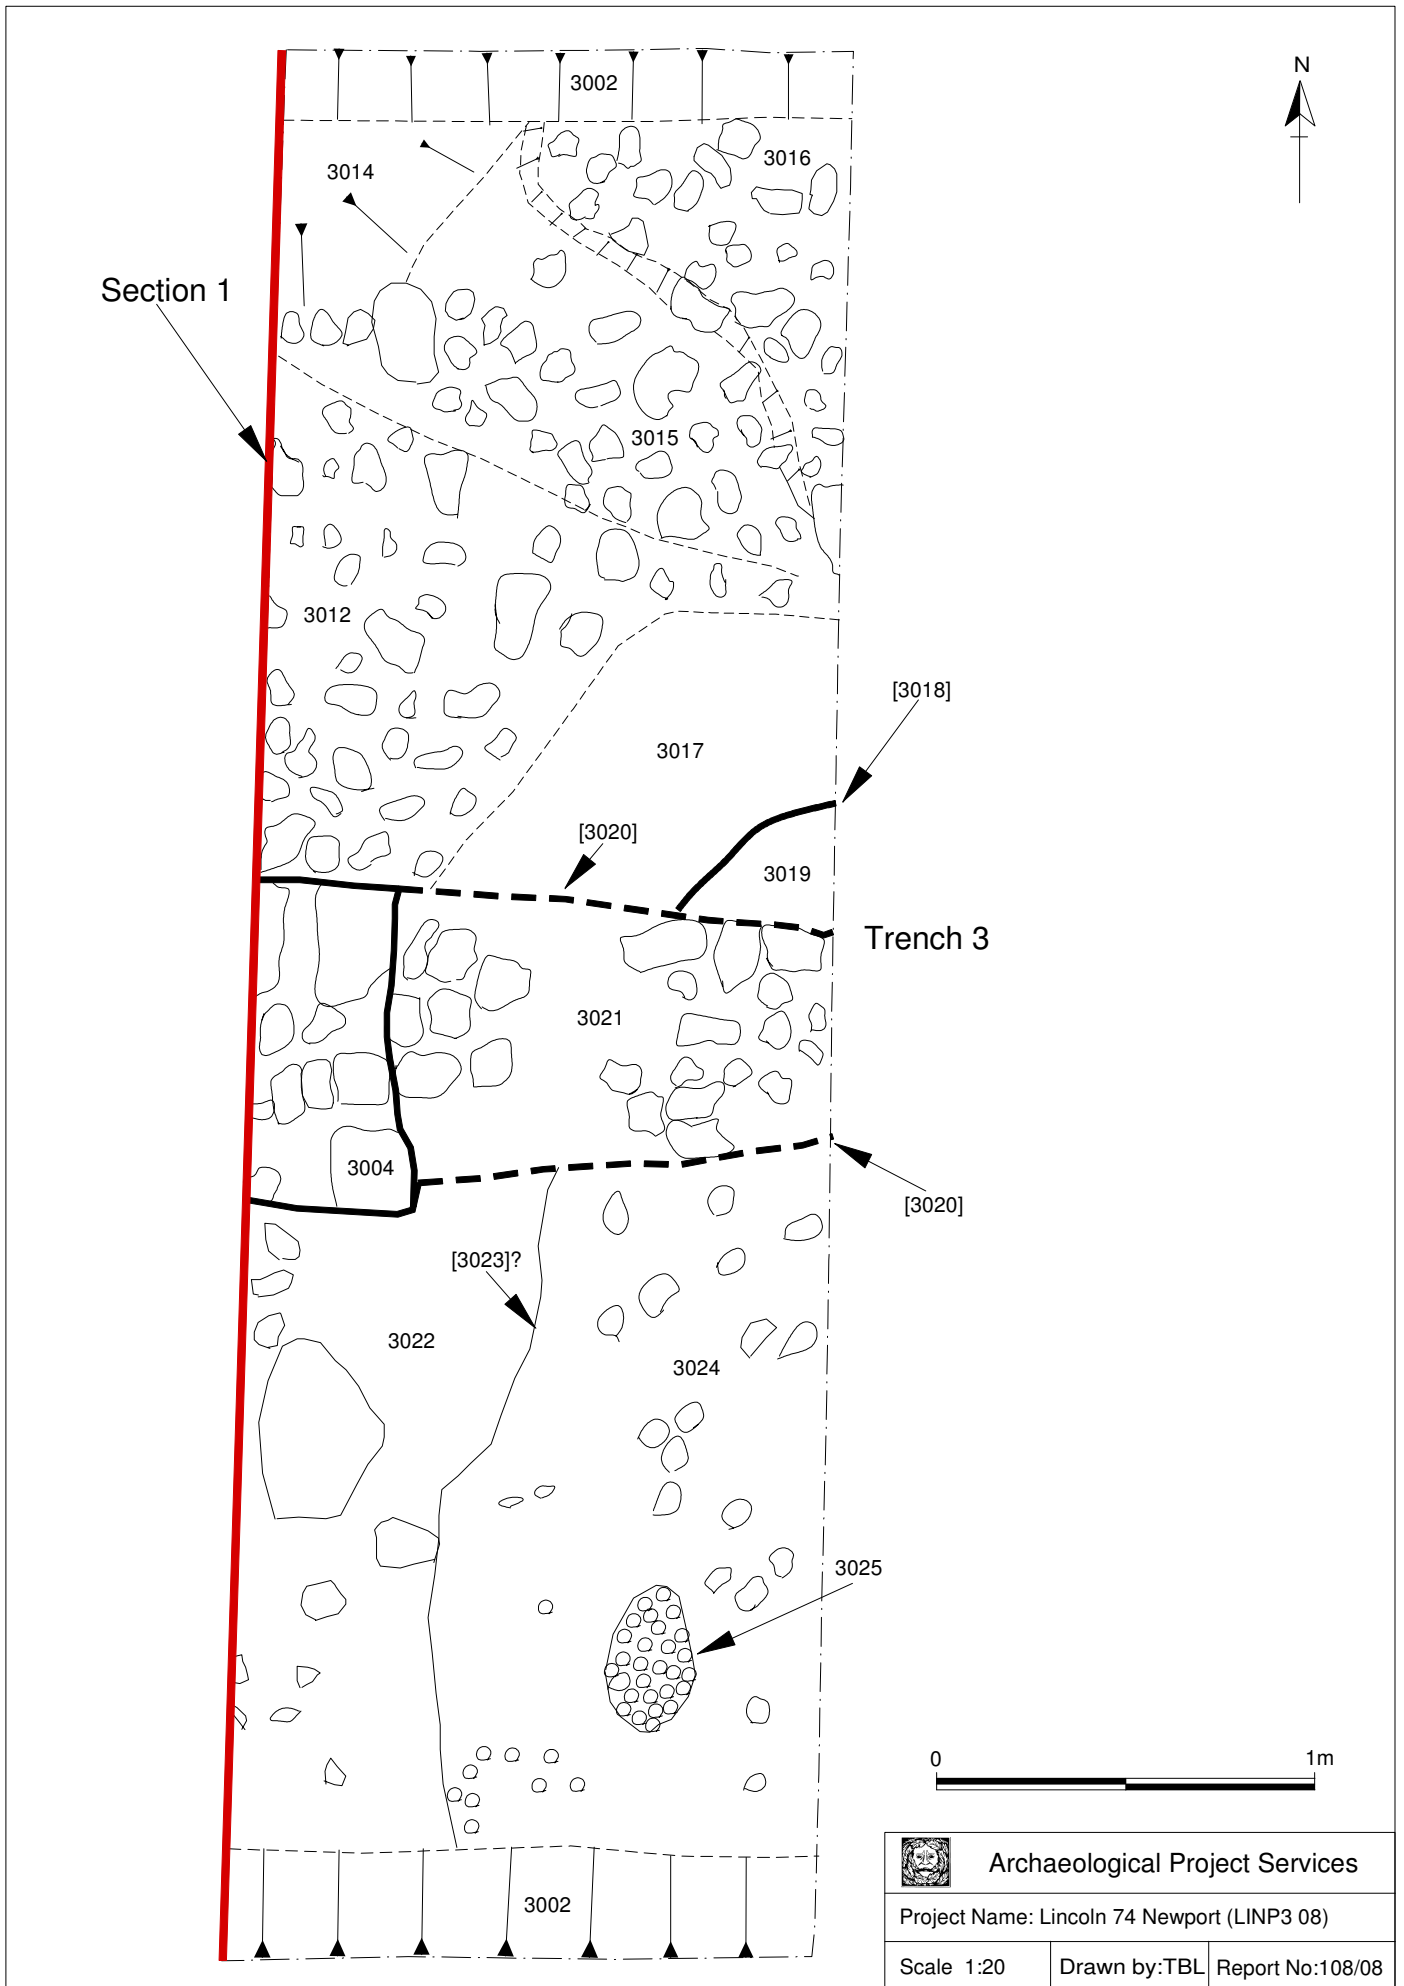 N
3002
3016
3014
Section 1
3015
3012
[3018]
3017
[3020]
3019
Trench 3
3021
3004
[3020]
[3023]?
3022
3024
3025
0 1m
3002
Archaeological Project Services
Project Name: Lincoln 74 Newport (LINP3 08)
Scale 1:20 Drawn by:TBL Report No:108/08